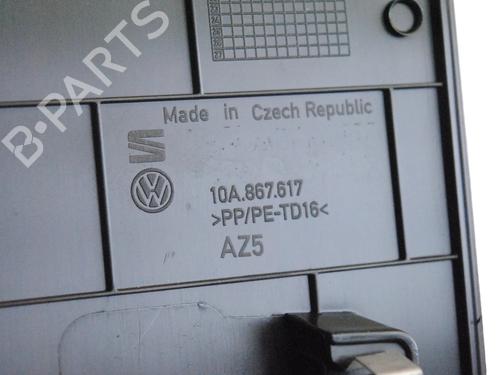 B-PARTS
Made in Czech Republic
10A.867.617
>PP/PE-TD16<
AZ5